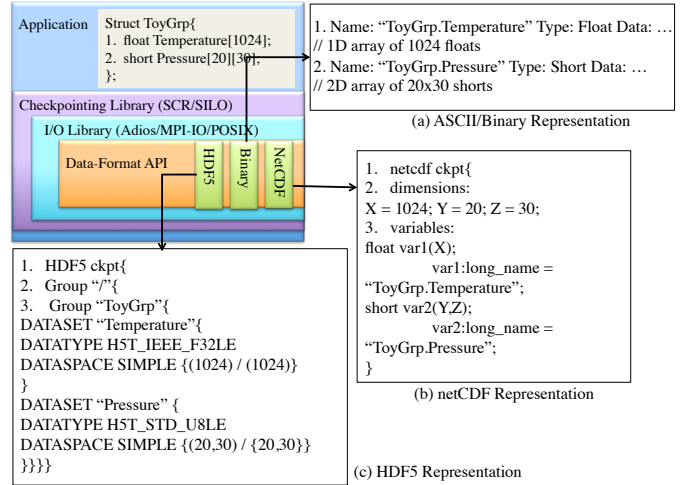 Application
Struct ToyGrp{
1. float Temperature[1024];
2. short Pressure[20][30];
};
Checkpointing Library (SCR/SILO)
I/O Library (Adios/MPI-IO/POSIX)
Data-Format API
HDF5
Binary
NetCDF
1. Name: “ToyGrp.Temperature” Type: Float Data: …
// 1D array of 1024 floats
2. Name: “ToyGrp.Pressure” Type: Short Data: …
// 2D array of 20x30 shorts
(a) ASCII/Binary Representation
1. netcdf ckpt{
2. dimensions:
X = 1024; Y = 20; Z = 30;
3. variables:
float var1(X);
var1:long_name =
“ToyGrp.Temperature”;
short var2(Y,Z);
var2:long_name =
“ToyGrp.Pressure”;
}
(b) netCDF Representation
1. HDF5 ckpt{
2. Group “/”{
3. Group “ToyGrp”{
DATASET “Temperature”{
DATATYPE H5T_IEEE_F32LE
DATASPACE SIMPLE {(1024) / (1024)}
}
DATASET “Pressure” {
DATATYPE H5T_STD_U8LE
DATASPACE SIMPLE {(20,30) / {20,30}}
}}}}
(c) HDF5 Representation